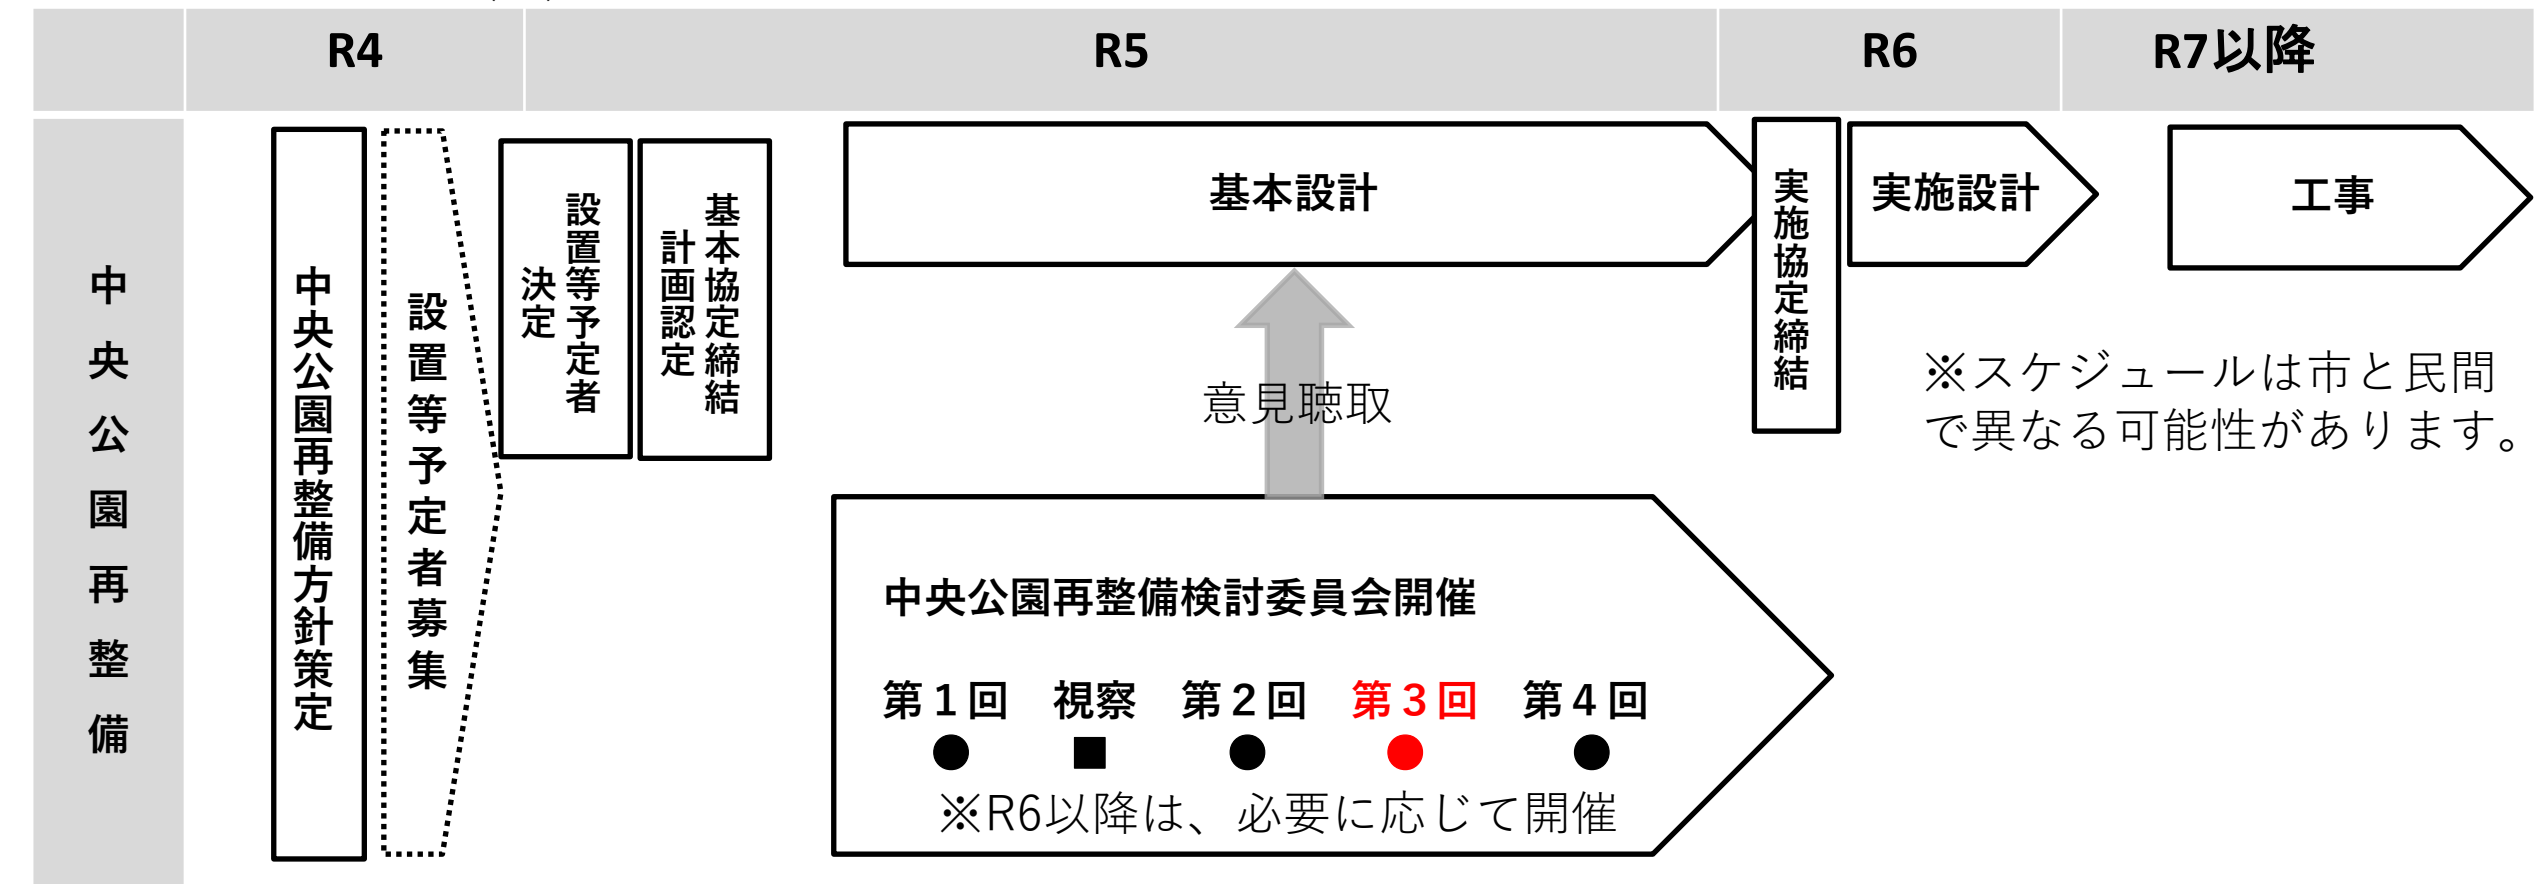 R4
R5
R6
R7以降
中央公園再整備
中央公園再整備方針策定
設置等予定者募集
設置等予定者
決定
基本協定締結
計画認定
基本設計
実施協定締結
実施設計
工事
意見聴取
※スケジュールは市と民間
で異なる可能性があります。
中央公園再整備検討委員会開催
第1回 視察 第2回 第3回 第4回
※R6以降は、必要に応じて開催